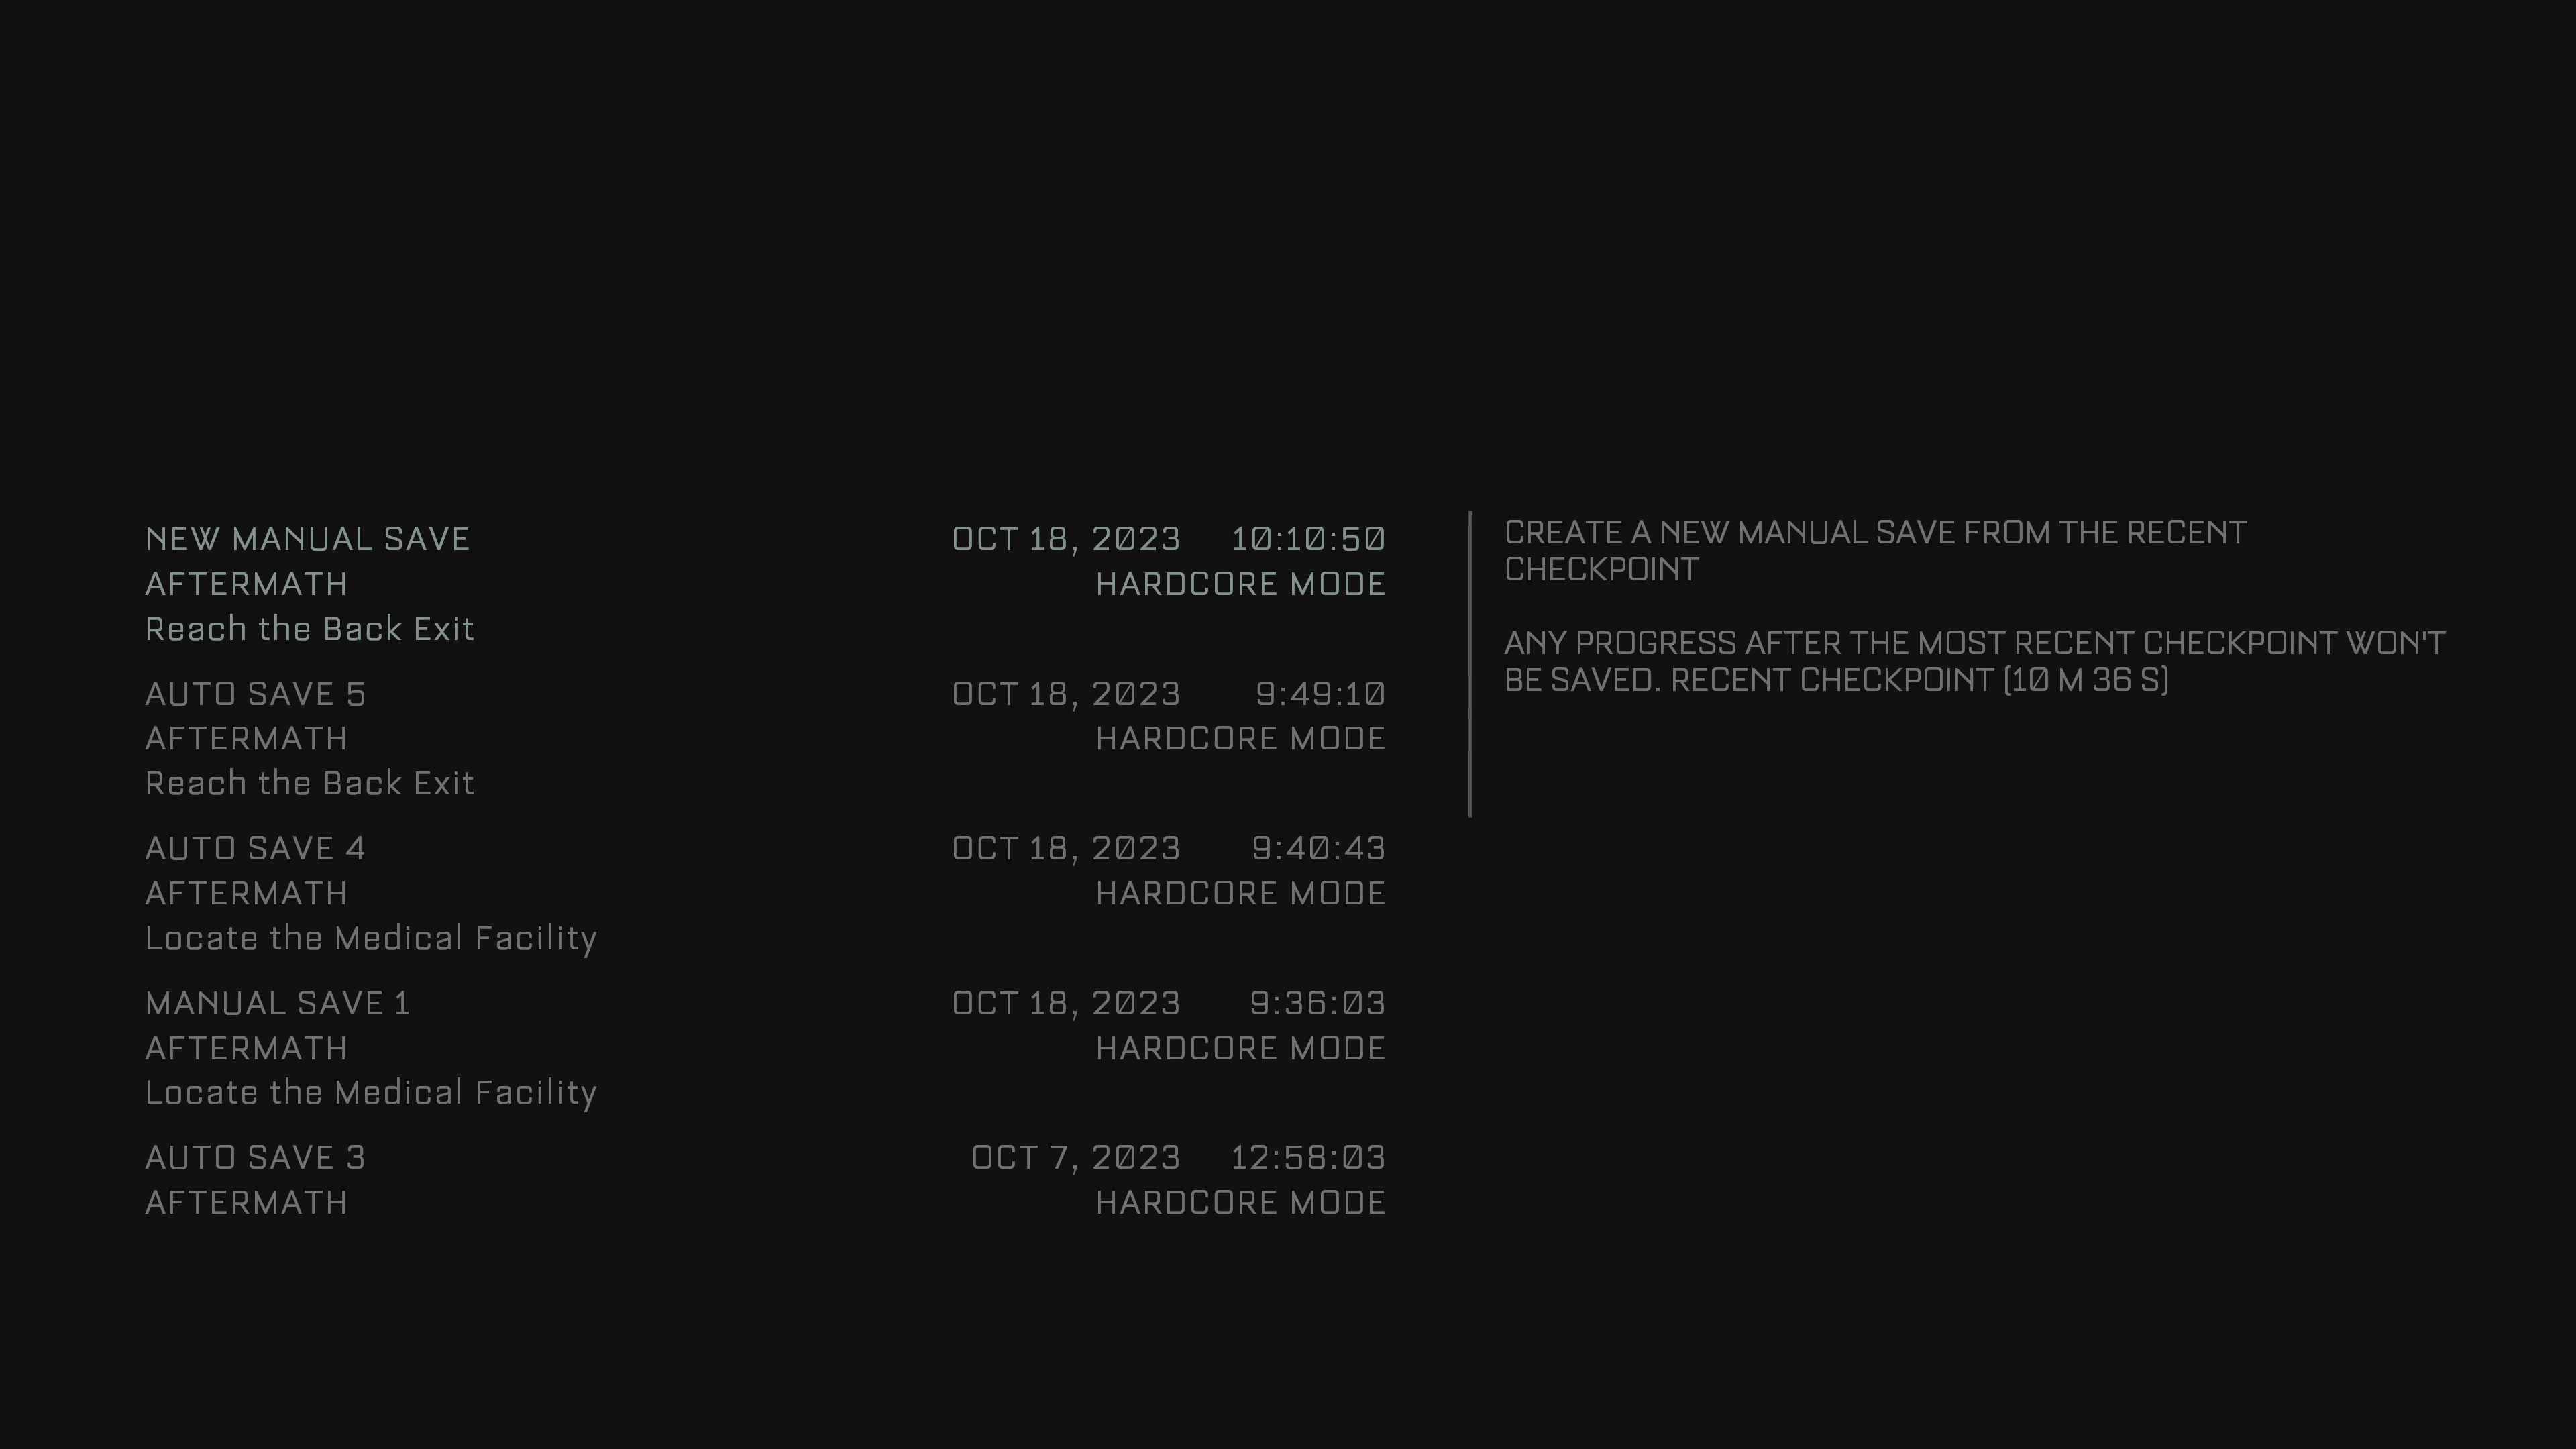 NEW MANUAL SAVE OCT 18, 2023 10:10:50
AFTERMATH HARDCORE MODE
Reach the Back Exit
AUTO SAVE 5 OCT 18, 2023 9:49:10
AFTERMATH HARDCORE MODE
Reach the Back Exit
AUTO SAVE 4 OCT 18, 2023 9:40:43
AFTERMATH HARDCORE MODE
Locate the Medical Facility
MANUAL SAVE 1 OCT 18, 2023 9:36:03
AFTERMATH HARDCORE MODE
Locate the Medical Facility
AUTO SAVE 3 OCT 7, 2023 12:58:03
AFTERMATH HARDCORE MODE
CREATE A NEW MANUAL SAVE FROM THE RECENT
CHECKPOINT
ANY PROGRESS AFTER THE MOST RECENT CHECKPOINT WON'T
BE SAVED. RECENT CHECKPOINT (10 M 36 S)